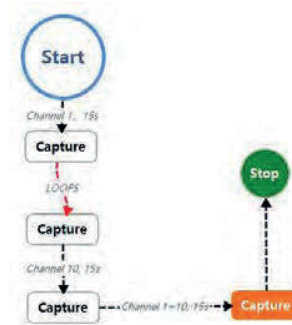 Start
Channel 1, 15s
Capture
LOOPS
Capture
Channel 10, 15s
Capture
Channel 1~10, 15s
Capture
Stop